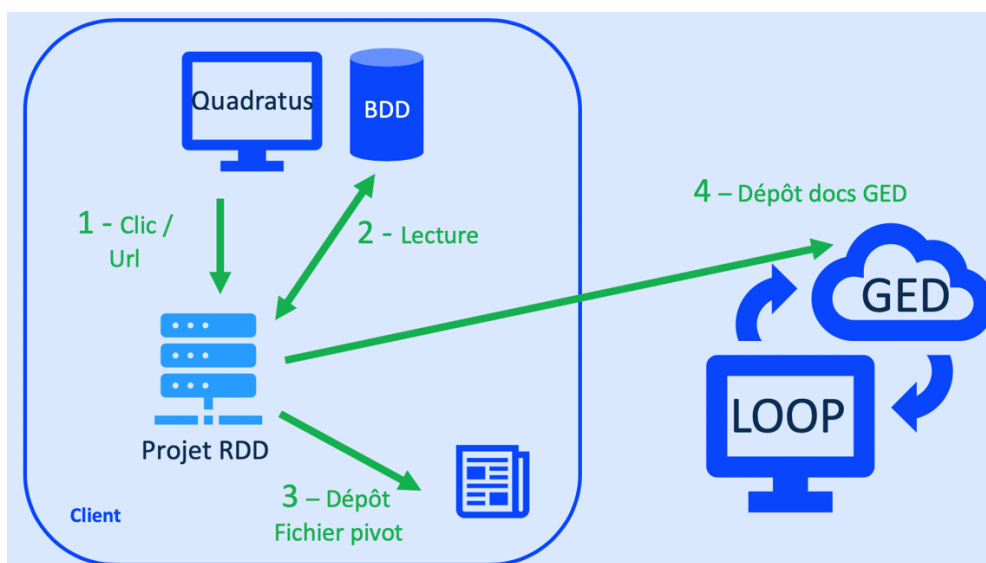 Quadratus
BDD
1 - Clic /
Url
2 - Lecture
4 – Dépôt docs GED
GED
LOOP
Projet RDD
3 – Dépôt
Fichier pivot
Client